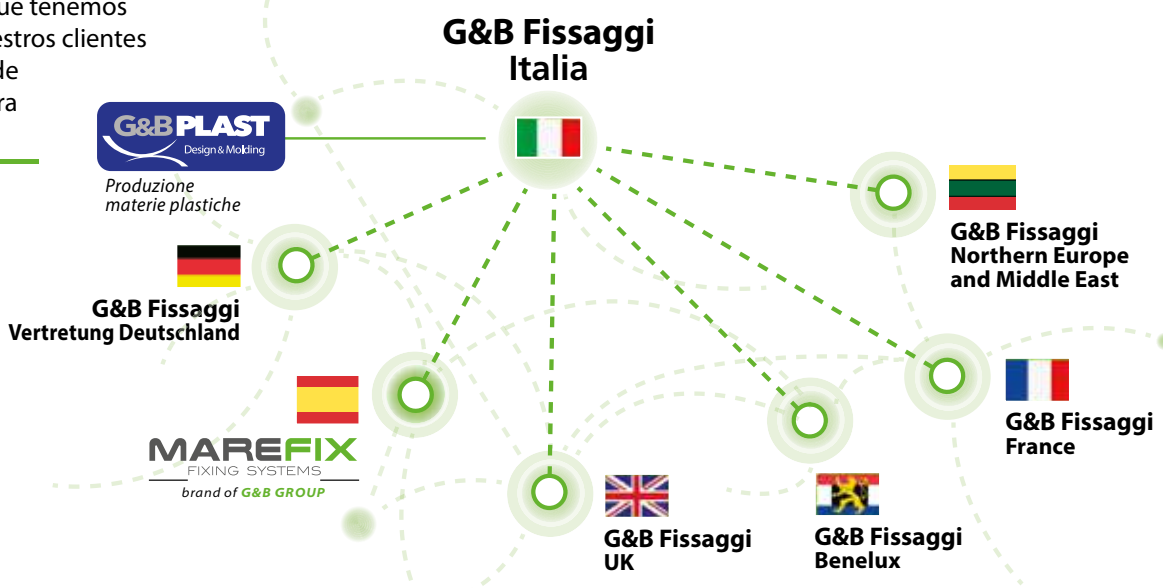 ue tenemos
estros clientes
de
ra
G&B Fissaggi
Italia
G&B PLAST
Design & Molding
Produzione
materie plastiche
G&B Fissaggi
Northern Europe
and Middle East
G&B Fissaggi
Vertretung Deutschland
G&B Fissaggi
France
MAREFIX
FIXING SYSTEMS
brand of G&B GROUP
G&B Fissaggi
UK
G&B Fissaggi
Benelux